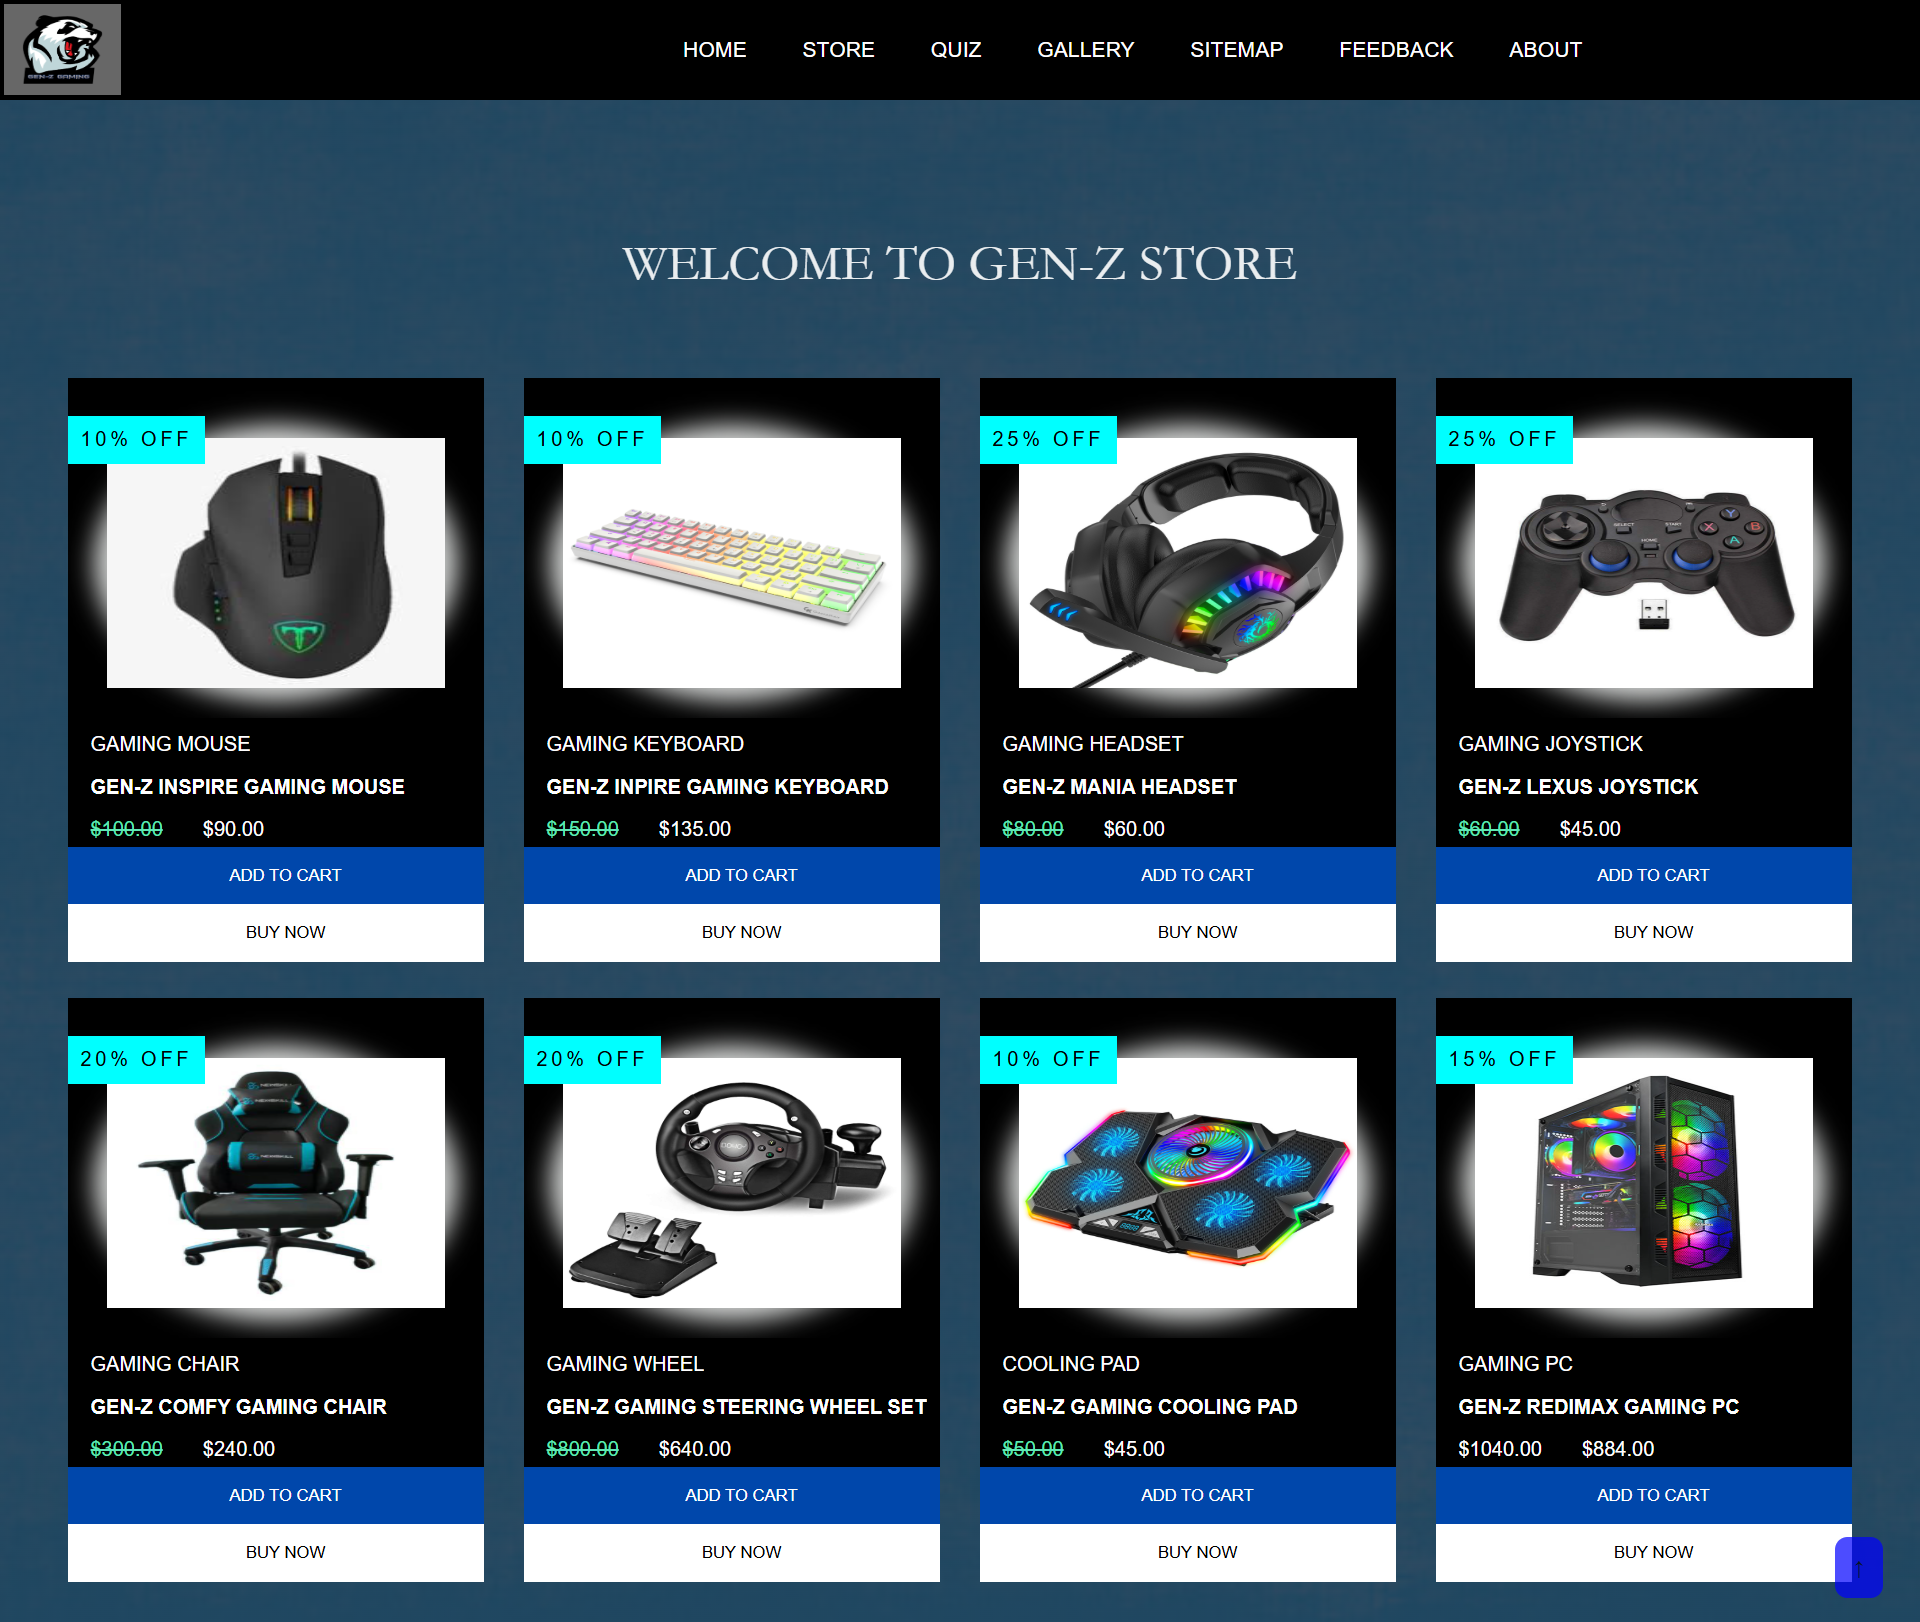 GEN-Z GAMING
HOME STORE QUIZ GALLERY SITEMAP FEEDBACK ABOUT
WELCOME TO GEN-Z STORE
10% OFF
GAMING MOUSE
GEN-Z INSPIRE GAMING MOUSE
$100.00 $90.00
ADD TO CART
BUY NOW
10% OFF
GAMING KEYBOARD
GEN-Z INPIRE GAMING KEYBOARD
$150.00 $135.00
ADD TO CART
BUY NOW
25% OFF
GAMING HEADSET
GEN-Z MANIA HEADSET
$80.00 $60.00
ADD TO CART
BUY NOW
25% OFF
SELECT START
HOME
Y
X B
A
GAMING JOYSTICK
GEN-Z LEXUS JOYSTICK
$60.00 $45.00
ADD TO CART
BUY NOW
20% OFF
NEWSKILL
NEWSKILL
GAMING CHAIR
GEN-Z COMFY GAMING CHAIR
$300.00 $240.00
ADD TO CART
BUY NOW
20% OFF
GAMING WHEEL
GEN-Z GAMING STEERING WHEEL SET
$800.00 $640.00
ADD TO CART
BUY NOW
10% OFF
COOLING PAD
GEN-Z GAMING COOLING PAD
$50.00 $45.00
ADD TO CART
BUY NOW
15% OFF
GAMING PC
GEN-Z REDIMAX GAMING PC
$1040.00 $884.00
ADD TO CART
BUY NOW
↑